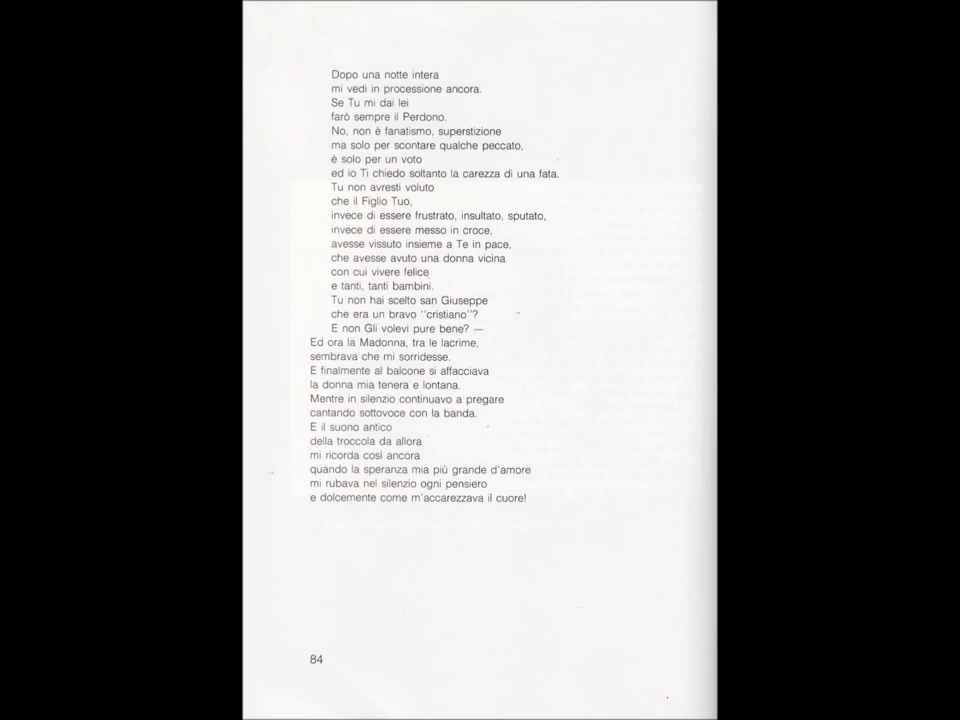 Dopo una notte intera
mi vedi in processione ancora.
Se Tu mi dai lei
farò sempre il Perdono.
No, non è fanatismo, superstizione
ma solo per scontare qualche peccato,
è solo per un voto
ed io Ti chiedo soltanto la carezza di una fata.
Tu non avresti voluto
che il Figlio Tuo,
invece di essere frustrato, insultato, sputato,
invece di essere messo in croce,
avesse vissuto insieme a Te in pace,
che avesse avuto una donna vicina
con cui vivere felice
e tanti, tanti bambini.
Tu non hai scelto san Giuseppe
che era un bravo "cristiano"?
E non Gli volevi pure bene? —
Ed ora la Madonna, tra le lacrime,
sembrava che mi sorridesse.
E finalmente al balcone si affacciava
la donna mia tenera e lontana.
Mentre in silenzio continuavo a pregare
cantando sottovoce con la banda.
E il suono antico
della troccola da allora
mi ricorda così ancora
quando la speranza mia più grande d'amore
mi rubava nel silenzio ogni pensiero
e dolcemente come m'accarezzava il cuore!
84